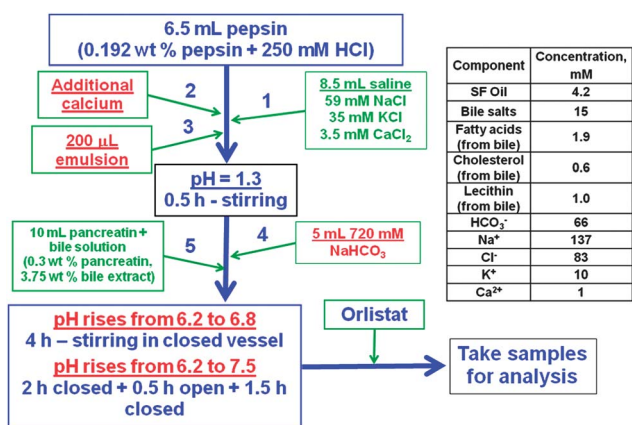 6.5 mL pepsin
(0.192 wt % pepsin + 250 mM HCl)
Additional
calcium
2
1
8.5 mL saline
59 mM NaCl
35 mM KCl
3.5 mM CaCl₂
3
200 µL
emulsion
pH = 1.3
0.5 h - stirring
10 mL pancreatin +
bile solution
(0.3 wt % pancreatin,
3.75 wt% bile extract)
5
4
5 mL 720 mM
NaHCO₃
pH rises from 6.2 to 6.8
4 h – stirring in closed vessel
pH rises from 6.2 to 7.5
2 h closed + 0.5 h open + 1.5 h
closed
Orlistat
Take samples
for analysis
Component Concentration,
mM
SF Oil 4.2
Bile salts 15
Fatty acids
(from bile) 1.9
Cholesterol
(from bile) 0.6
Lecithin
(from bile) 1.0
HCO₃⁻ 66
Na⁺ 137
Cl⁻ 83
K⁺ 10
Ca²⁺ 1